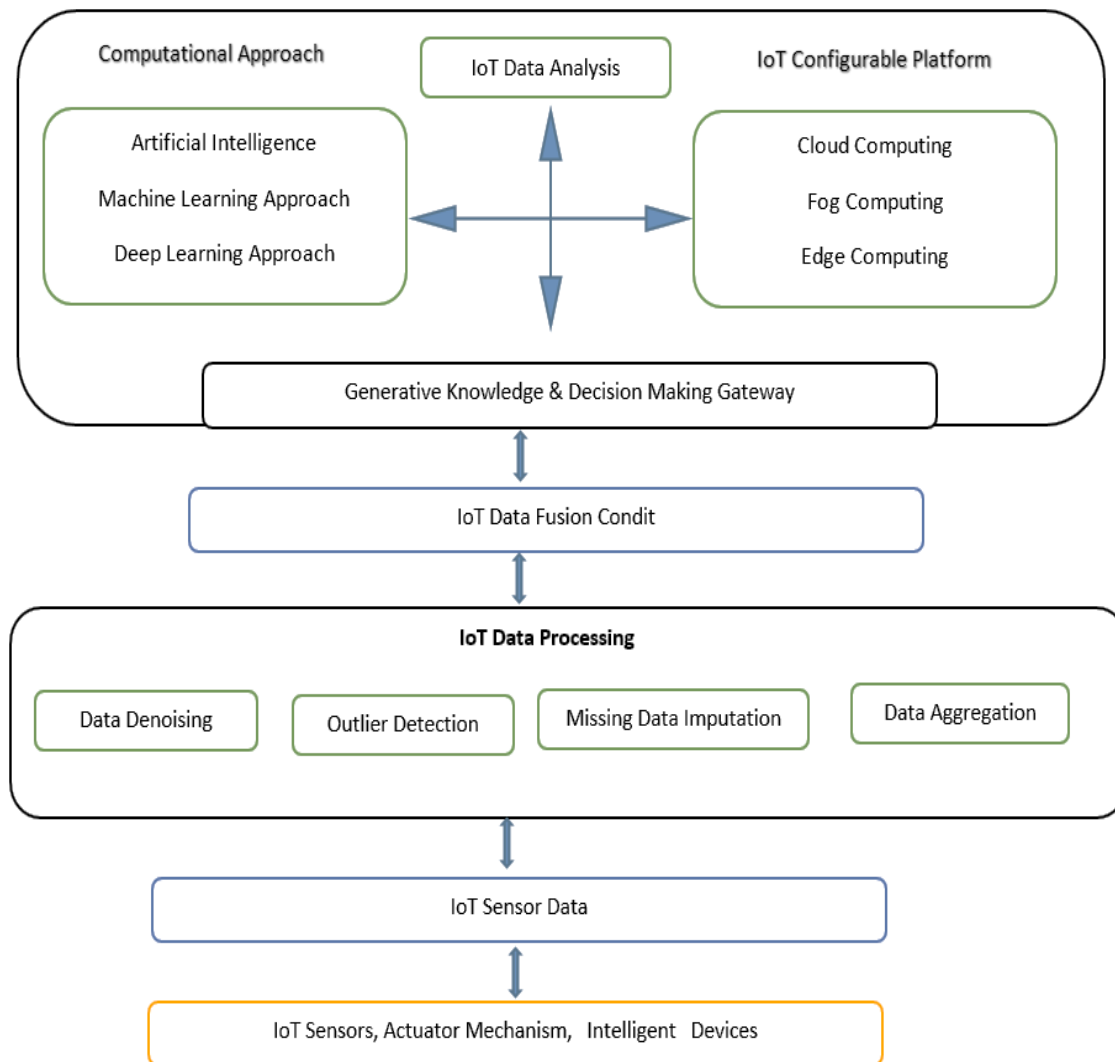 Computational Approach
IoT Data Analysis
IoT Configurable Platform
Artificial Intelligence
Machine Learning Approach
Deep Learning Approach
Cloud Computing
Fog Computing
Edge Computing
Generative Knowledge & Decision Making Gateway
IoT Data Fusion Condit
IoT Data Processing
Data Denoising
Outlier Detection
Missing Data Imputation
Data Aggregation
IoT Sensor Data
IoT Sensors, Actuator Mechanism, Intelligent Devices